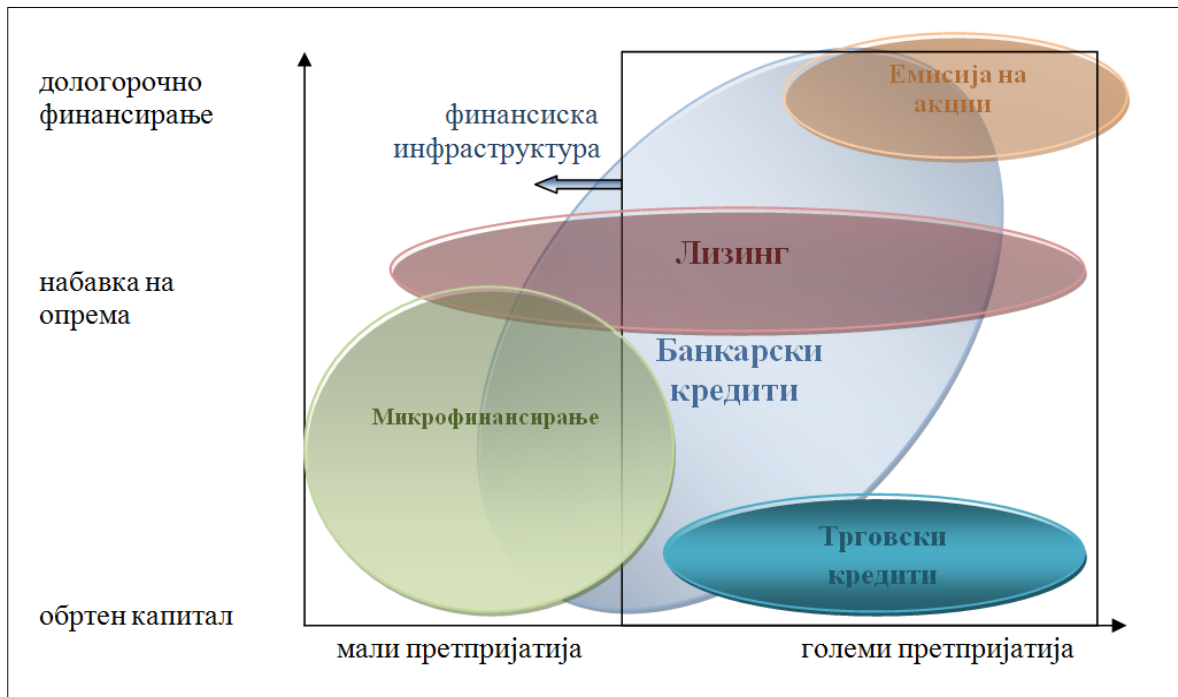 дологорочно
финансирање
финансиска
инфраструктура
Емисија на
акции
Лизинг
набавка на
опрема
Банкарски
кредити
Микрофинансирање
Трговски
кредити
обртен капитал
мали претпријатија
големи претпријатија